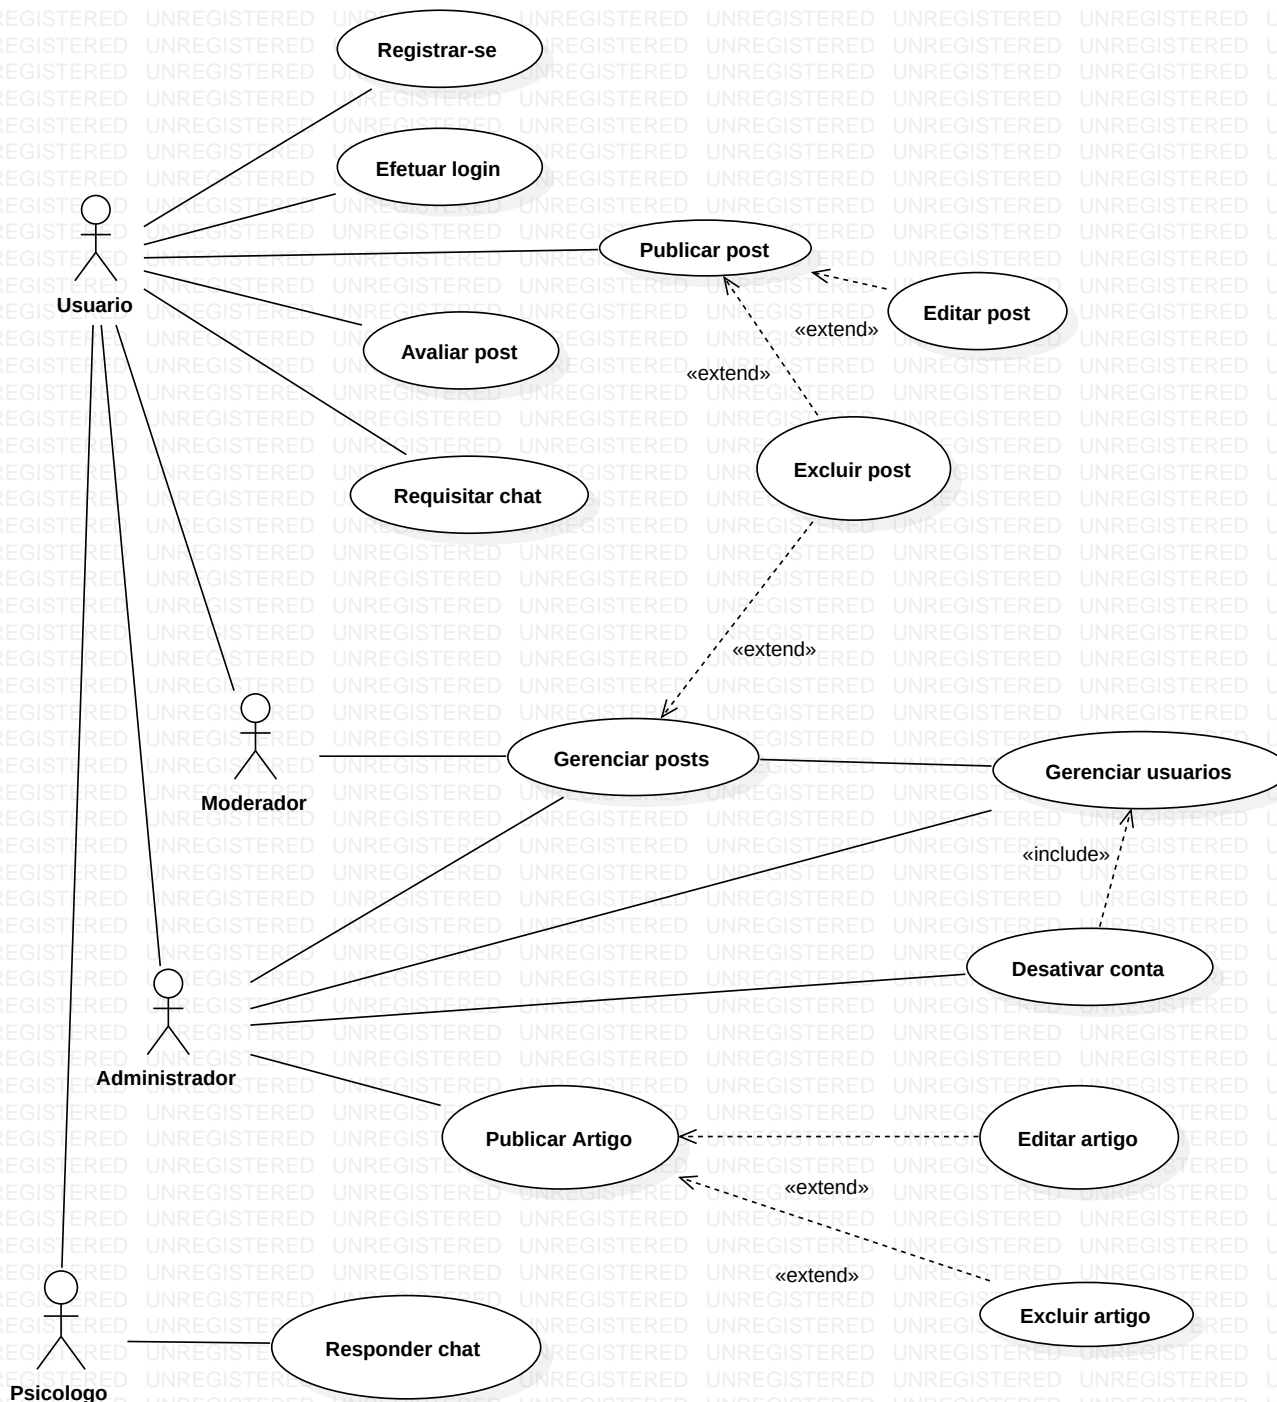 Registrar-se
Efetuar login
Publicar post
Usuario
Editar post
«extend»
Avaliar post
«extend»
Excluir post
Requisitar chat
«extend»
Gerenciar posts
Gerenciar usuarios
Moderador
«include»
Desativar conta
Administrador
Publicar Artigo
Editar artigo
«extend»
«extend»
Excluir artigo
Responder chat
Psicologo
UNREGISTERED